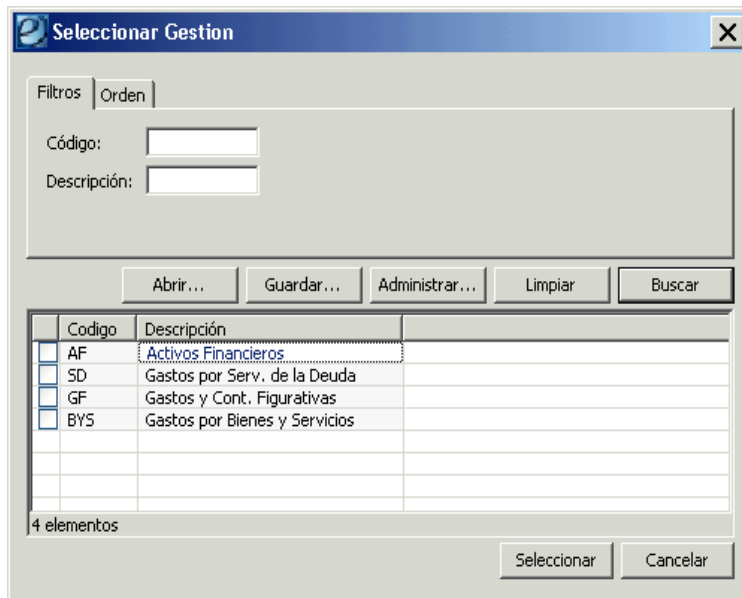 Seleccionar Gestion
Filtros Orden
Código:
Descripción:
Abrir... Guardar... Administrar... Limpiar Buscar
Codigo Descripción
AF Activos Financieros
SD Gastos por Serv. de la Deuda
GF Gastos y Cont. Figurativas
BYS Gastos por Bienes y Servicios
4 elementos
Seleccionar Cancelar